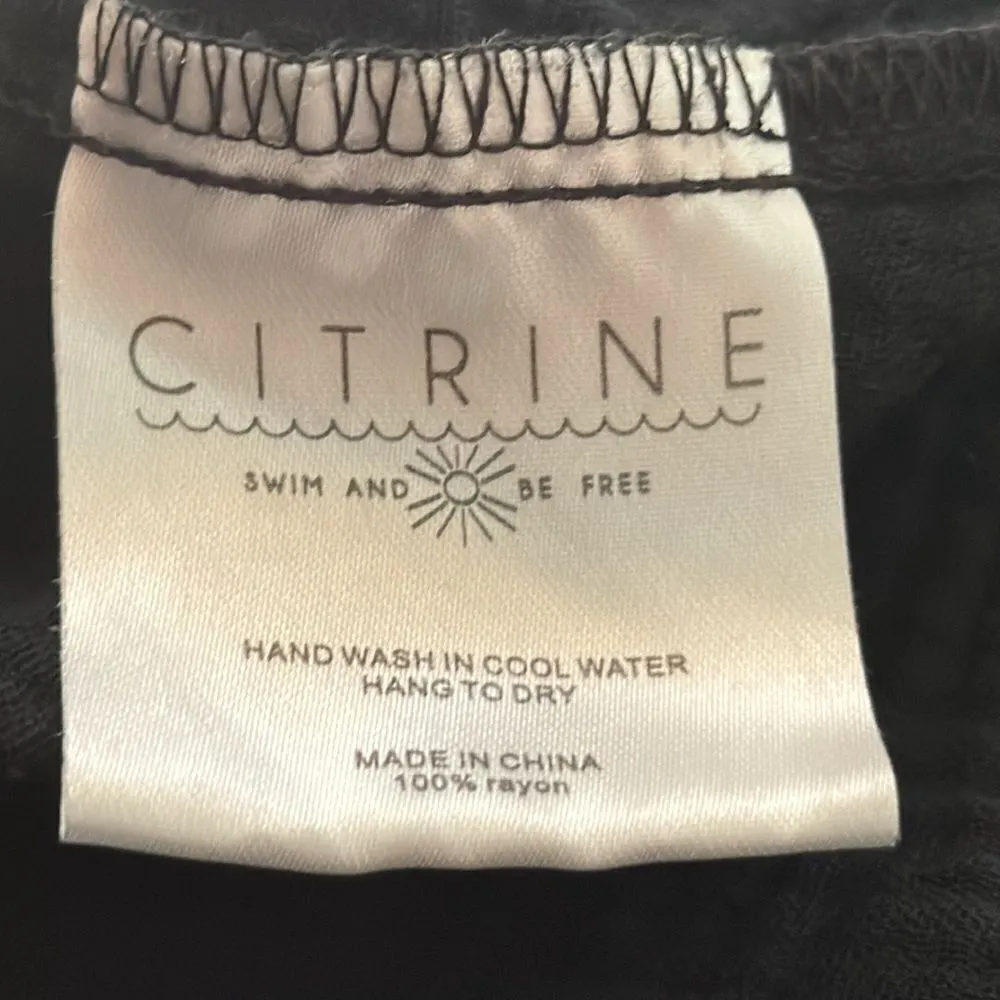 CITRINE
SWIM AND BE FREE
HAND WASH IN COOL WATER
HANG TO DRY
MADE IN CHINA
100% rayon